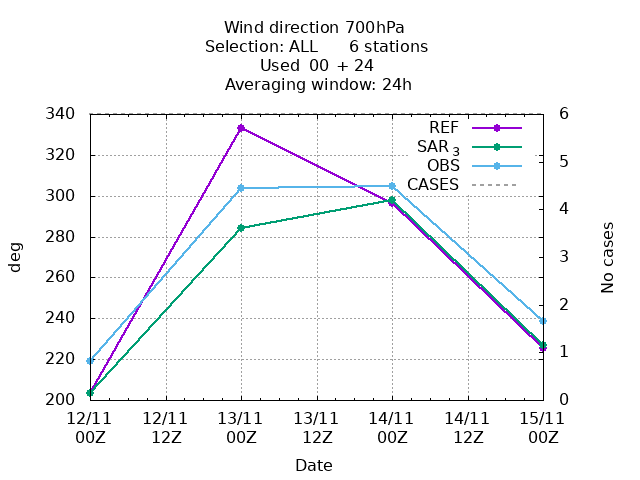 Wind direction 700hPa
Selection: ALL 6 stations
Used 00 + 24
Averaging window: 24h
340
320
300
280
260
240
220
200
deg
6
5
4
3
2
1
0
No cases
REF
SAR 3
OBS
CASES
12/11 12/11 13/11 13/11 14/11 14/11 15/11
00Z 12Z 00Z 12Z 00Z 12Z 00Z
Date